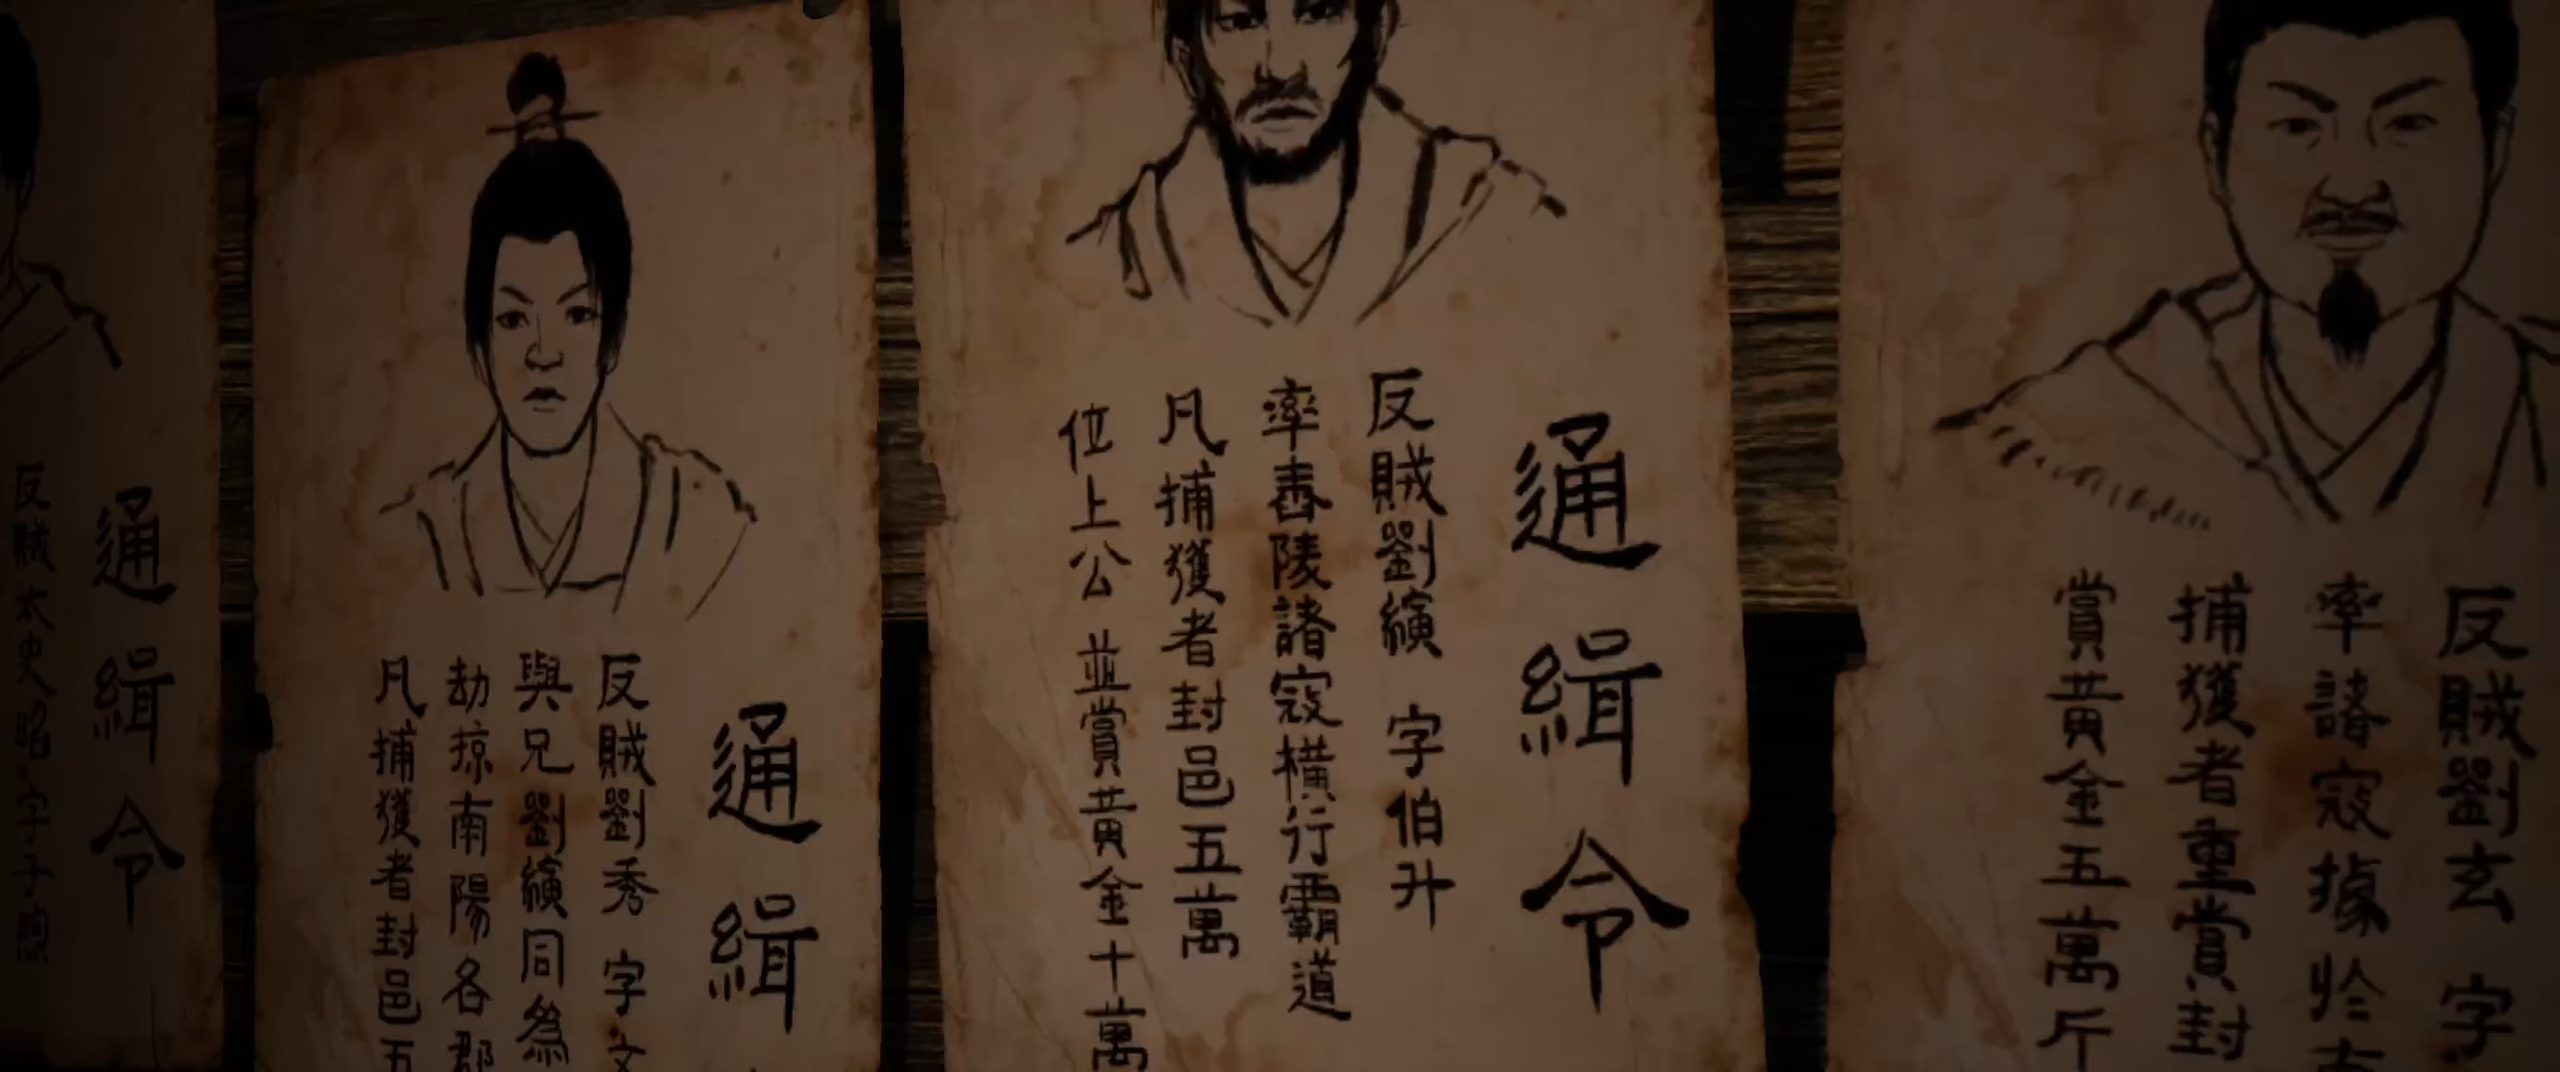 反賊劉玄 字
率諸寇據於
捕獲者重賞封
賞黃金五萬斤
通緝令
反賊劉縯 字伯升
率舂陵諸寇橫行霸道
凡捕獲者封邑五萬
位上公 並賞黃金十萬
通緝
反賊劉秀 字文
與兄劉縯同爲
劫掠南陽各郡
凡捕獲者封邑五
通緝令
反賊太史昭 字子